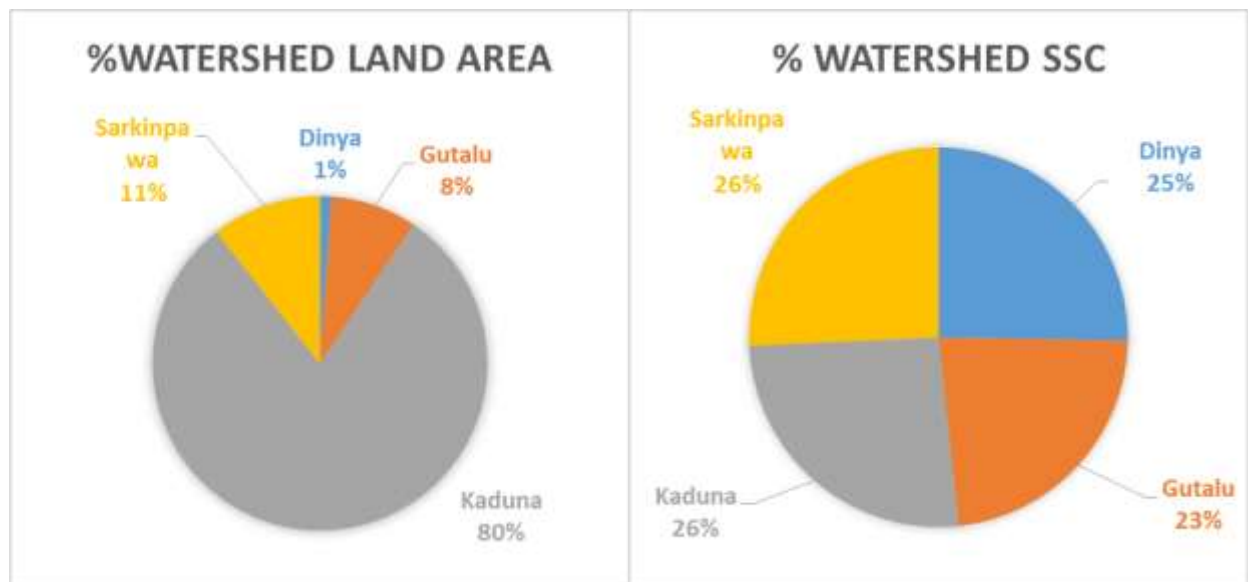 %WATERSHED LAND AREA
Sarkinpa
wa
11%
Dinya
1%
Gutalu
8%
Kaduna
80%
% WATERSHED SSC
Sarkinpa
wa
26%
Dinya
25%
Kaduna
26%
Gutalu
23%